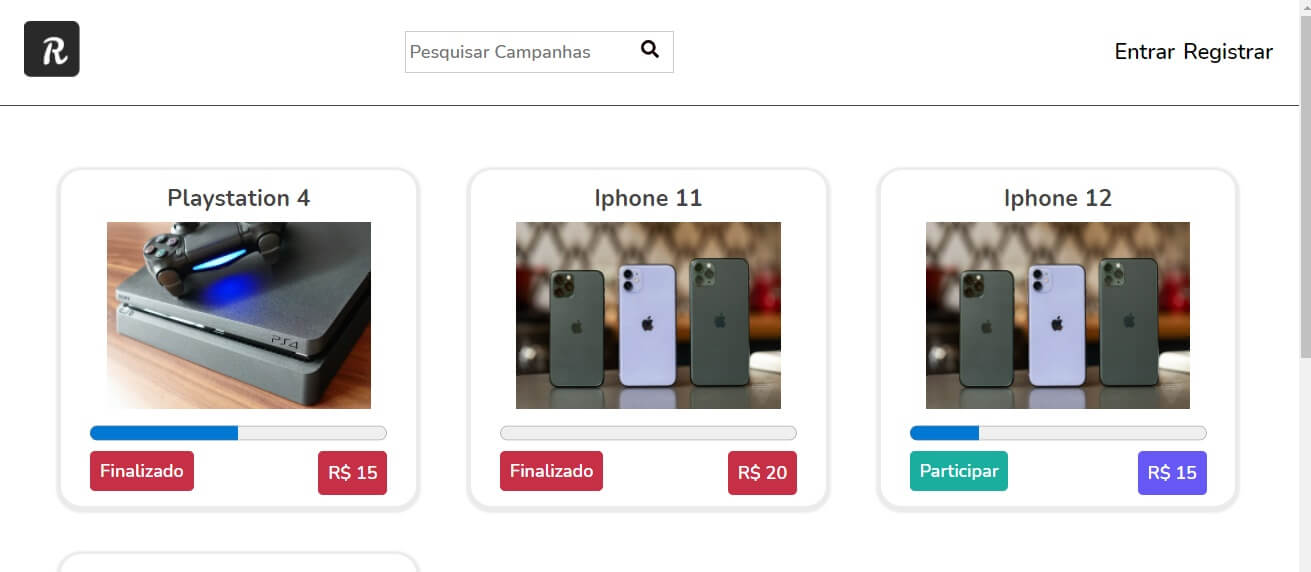 R
Pesquisar Campanhas
Entrar Registrar
Playstation 4
Iphone 11
Iphone 12
PS4
Finalizado
R$ 15
Finalizado
R$ 20
Participar
R$ 15